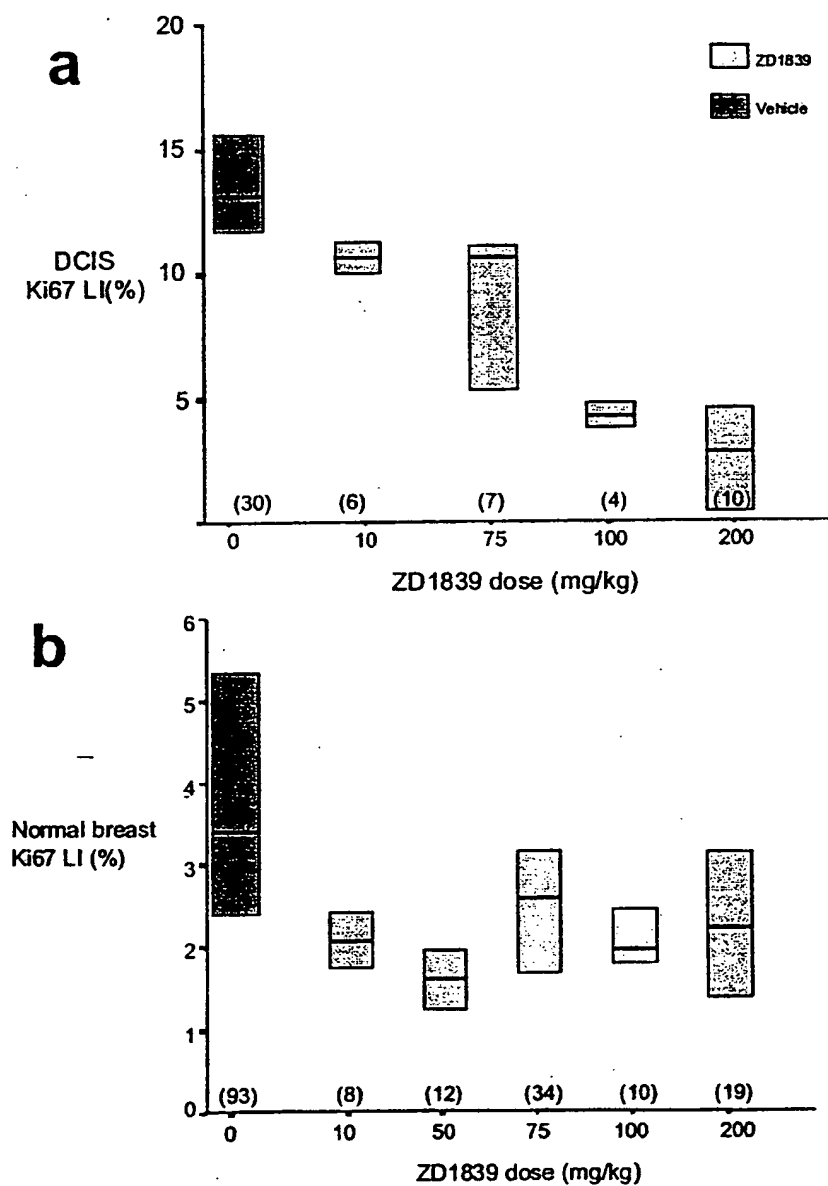 a
20
15
10
5
DCIS
Ki67 LI(%)
ZD1839
Vehicle
(30) (6) (7) (4) (10)
0 10 75 100 200
ZD1839 dose (mg/kg)
b
6
5
4
3
2
1
0
Normal breast
Ki67 LI (%)
(93) (8) (12) (34) (10) (19)
0 10 50 75 100 200
ZD1839 dose (mg/kg)